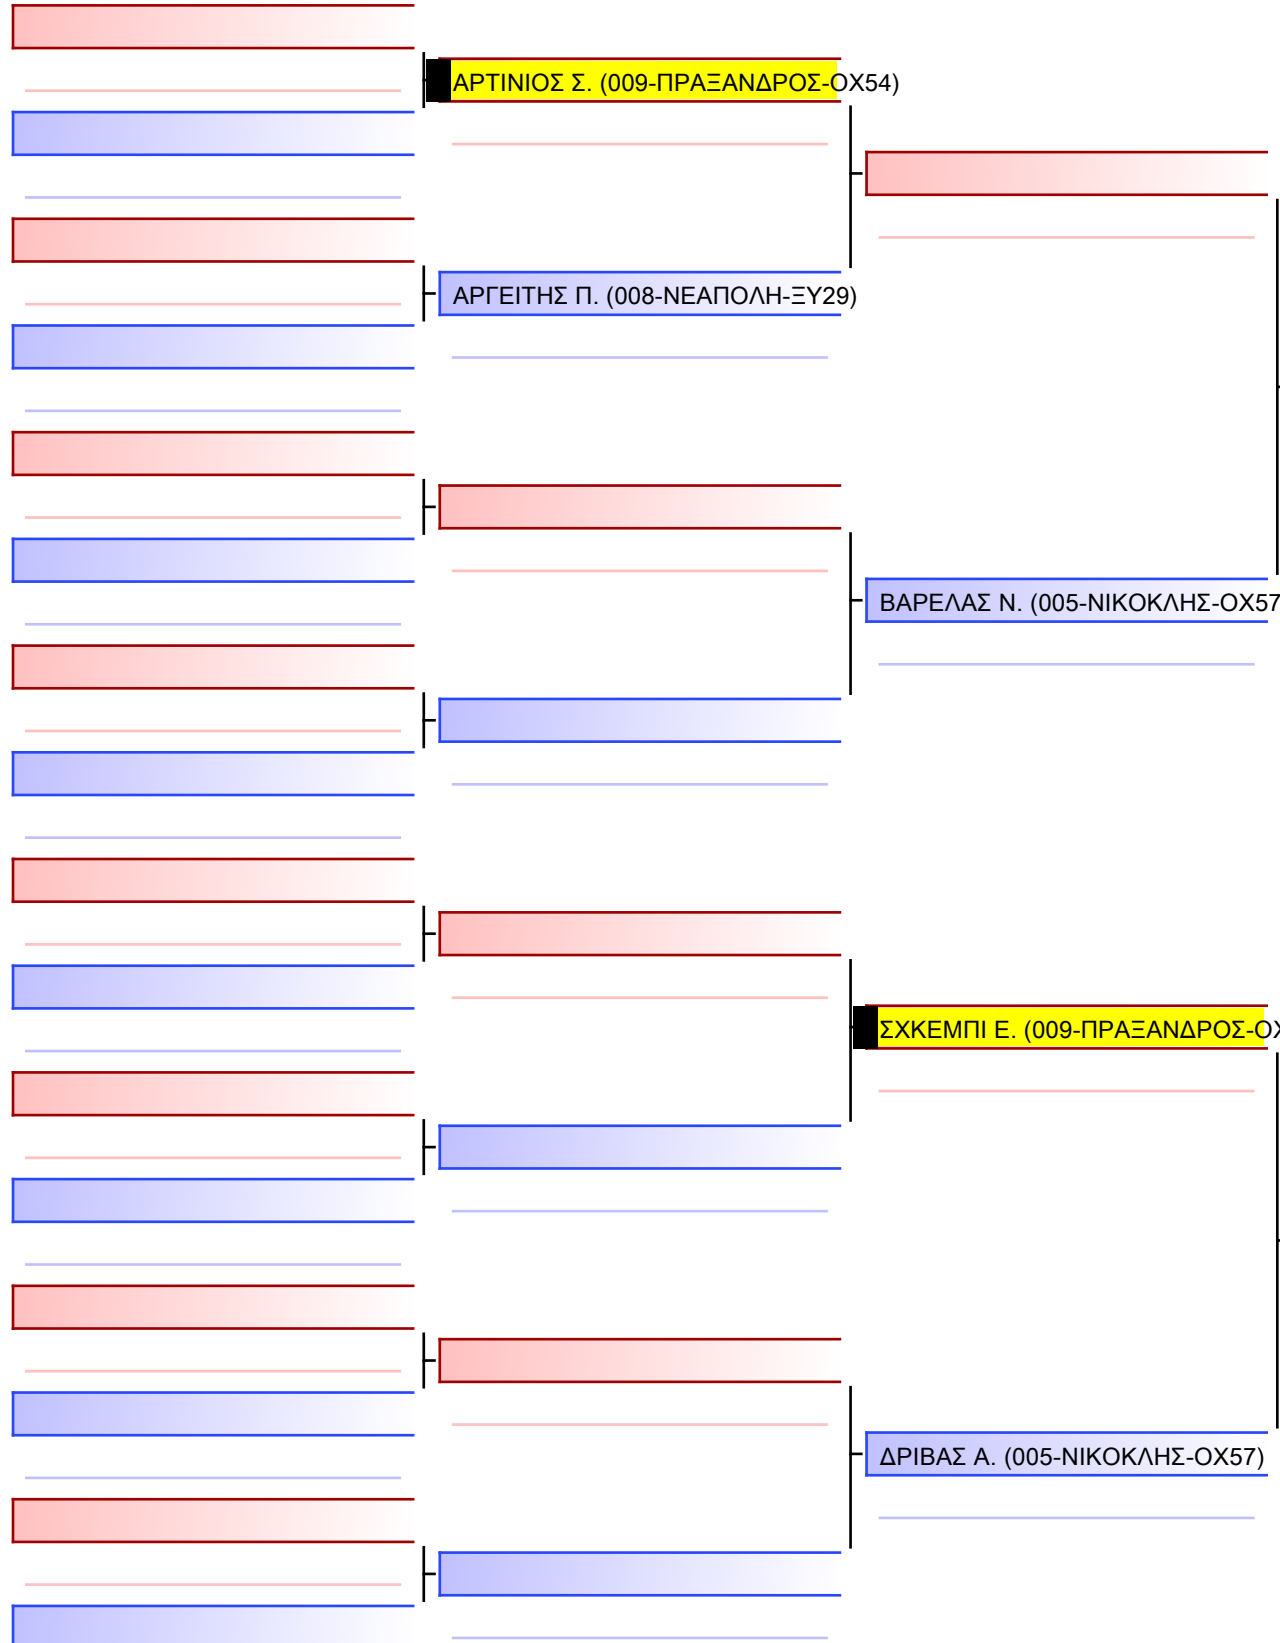 ΑΡΤΙΝΙΟΣ Σ. (009-ΠΡΑΞΑΝΔΡΟΣ-ΟΧ54)
ΑΡΓΕΙΤΗΣ Π. (008-ΝΕΑΠΟΛΗ-ΞΥ29)
ΒΑΡΕΛΑΣ Ν. (005-ΝΙΚΟΚΛΗΣ-ΟΧ57
ΣΧΚΕΜΠΙ Ε. (009-ΠΡΑΞΑΝΔΡΟΣ-ΟΧ
ΔΡΙΒΑΣ Α. (005-ΝΙΚΟΚΛΗΣ-ΟΧ57)